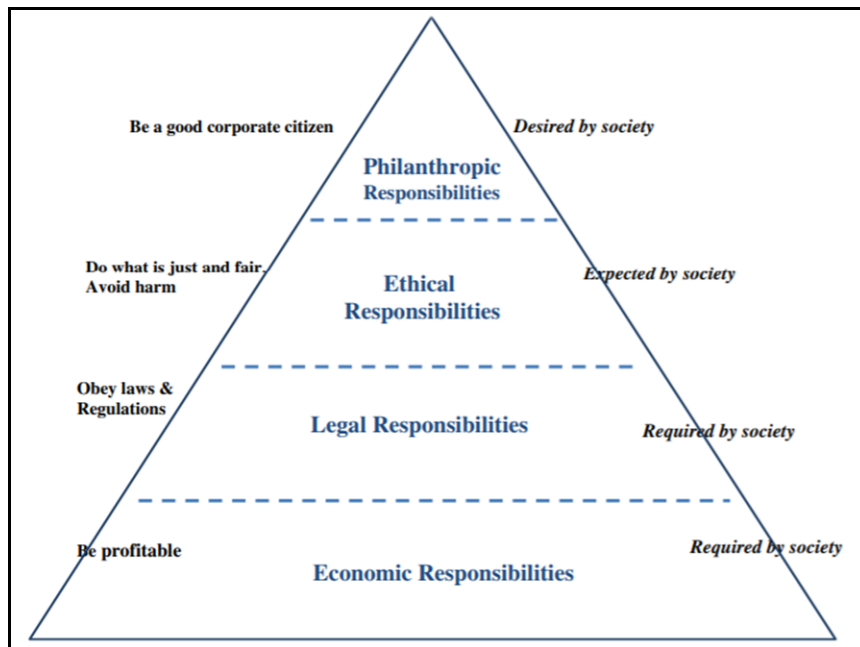 Be a good corporate citizen
Desired by society
Philanthropic
Responsibilities
Do what is just and fair.
Avoid harm
Expected by society
Ethical
Responsibilities
Obey laws &
Regulations
Legal Responsibilities
Required by society
Be profitable
Required by society
Economic Responsibilities